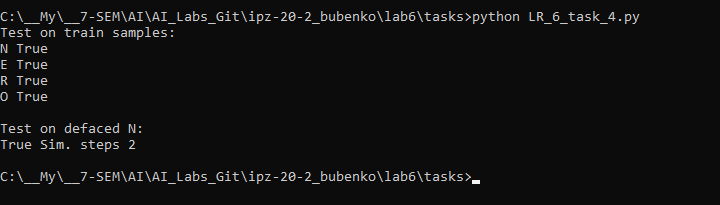 C:\__My\__7-SEM\AI\AI_Labs_Git\ipz-20-2_bubenko\lab6\tasks>python LR_6_task_4.py
Test on train samples:
N True
E True
R True
O True
Test on defaced N:
True Sim. steps 2
C:\__My\__7-SEM\AI\AI_Labs_Git\ipz-20-2_bubenko\lab6\tasks>